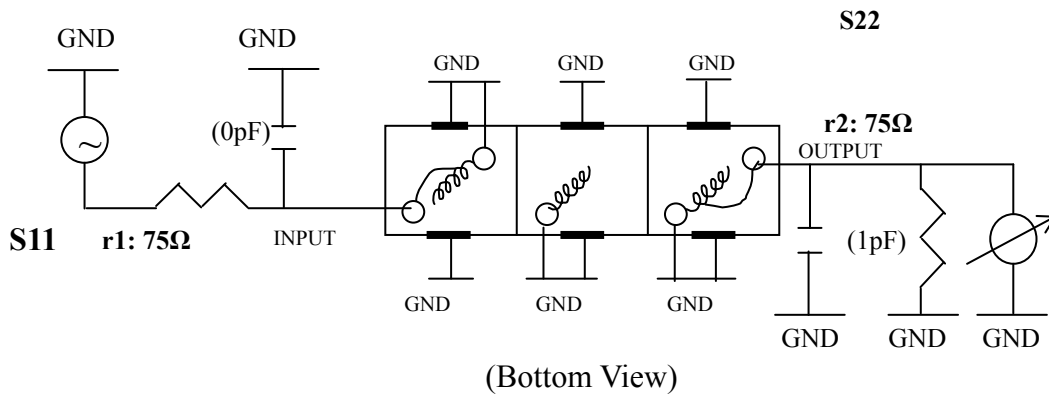 S22
GND
GND
GND
GND
GND
(0pF)
r2: 75Ω
OUTPUT
S11
r1: 75Ω
INPUT
(1pF)
GND
GND
GND
GND
GND
GND
(Bottom View)